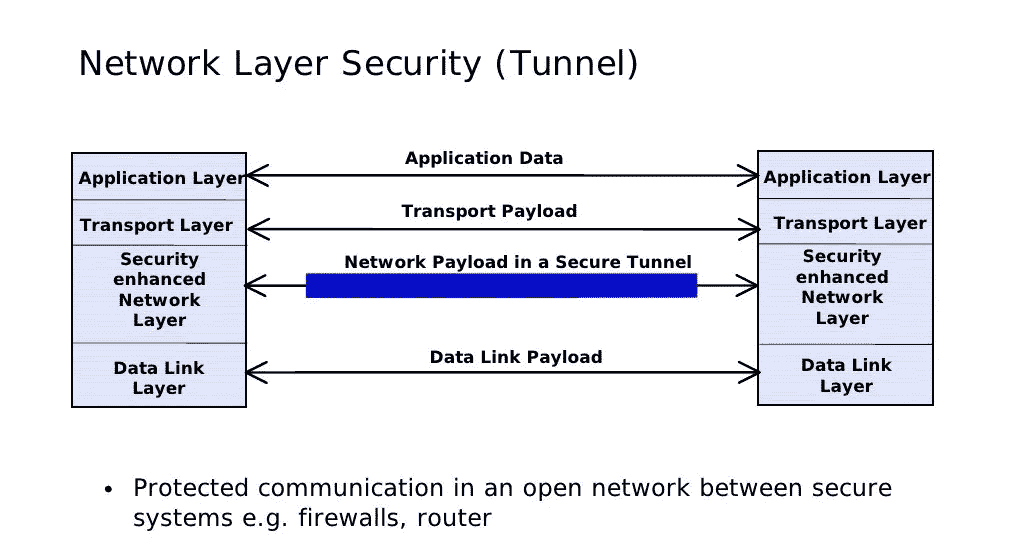 Network Layer Security (Tunnel)
Application Data
Application Layer
Application Layer
Transport Payload
Transport Layer
Transport Layer
Network Payload in a Secure Tunnel
Security
enhanced
Network
Layer
Security
enhanced
Network
Layer
Data Link Payload
Data Link
Layer
Data Link
Layer
• Protected communication in an open network between secure
systems e.g. firewalls, router